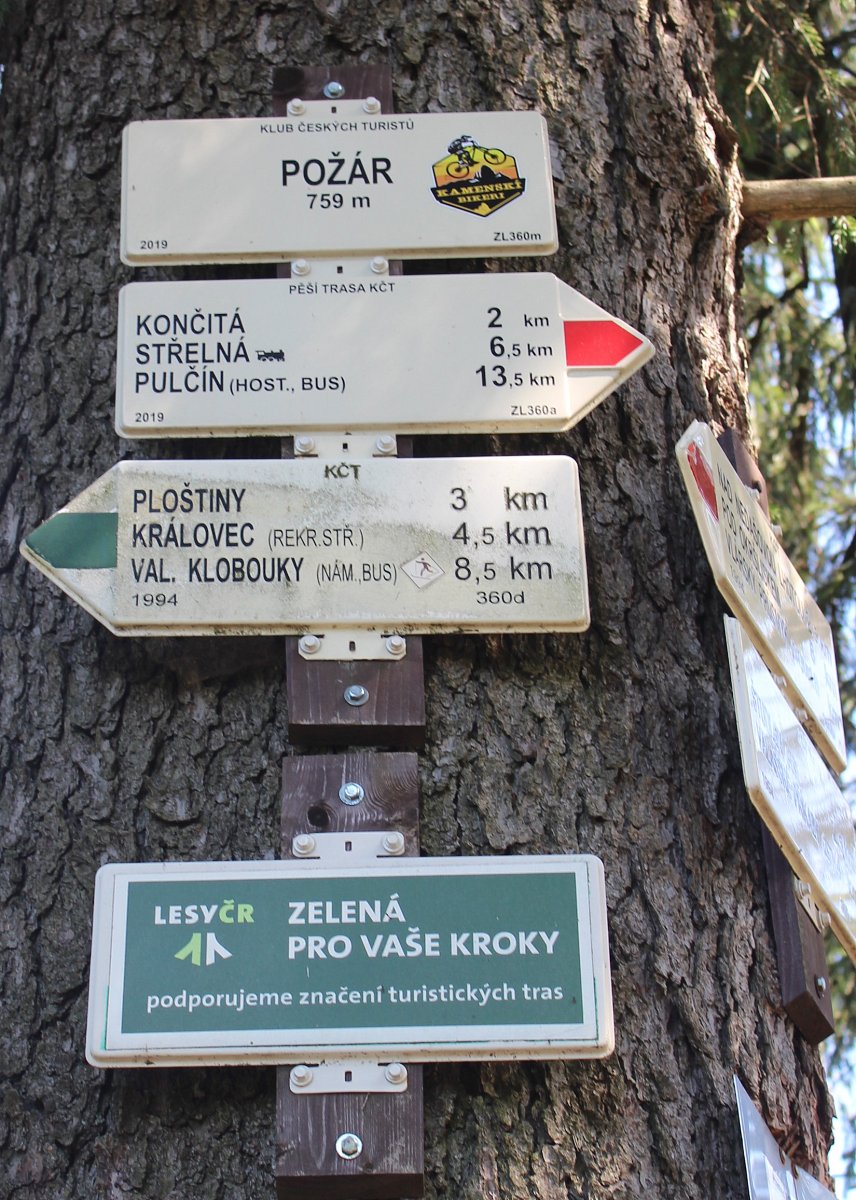 KLUB ČESKÝCH TURISTŮ
POŽÁR
759 m
KAMENSKÍ
BIKERI
2019 ZL360m
PĚŠÍ TRASA KČT
KONČITÁ 2 km
STŘELNÁ 6,5 km
PULČÍN (HOST., BUS) 13,5 km
2019 ZL360a
KČT
PLOŠTINY 3 km
KRÁLOVEC (REKR.STŘ.) 4,5 km
VAL. KLOBOUKY (NÁM.,BUS) 8,5 km
1994 360d
LESYČR
ZELENÁ
PRO VAŠE KROKY
podporujeme značení turistických tras